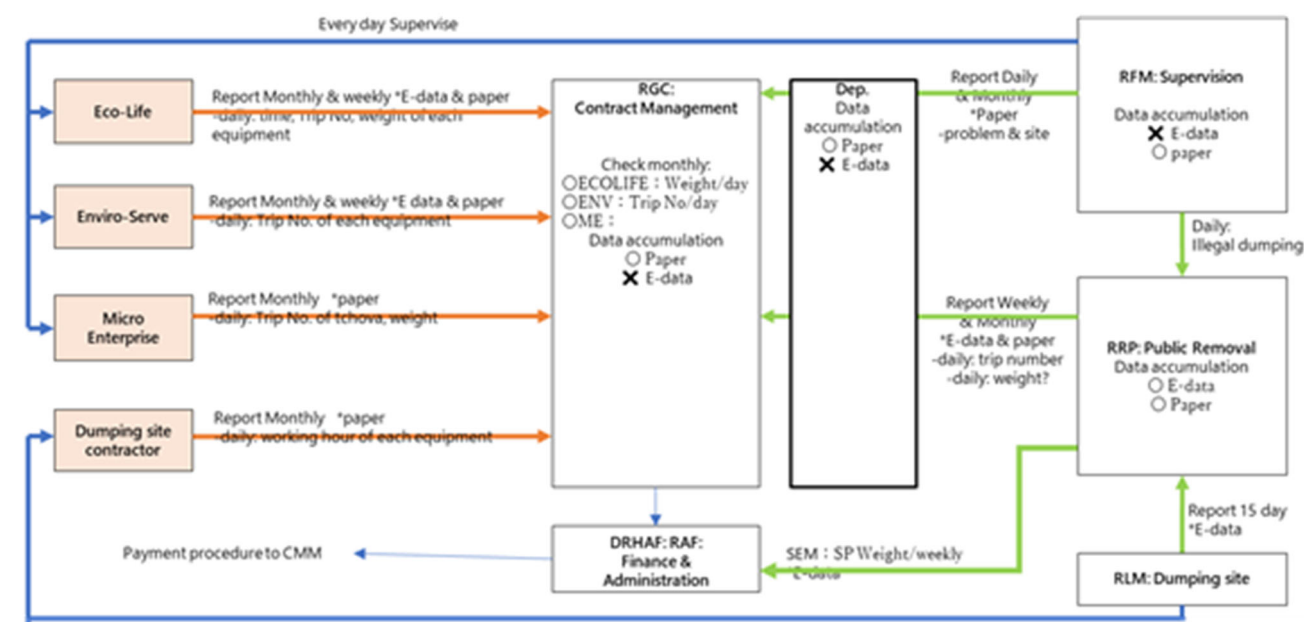 Every day Supervise
Eco-Life
Report Monthly & weekly *E-data & paper
-daily: time, Trip No, weight of each
equipment
Enviro-Serve
Report Monthly & weekly *E data & paper
-daily: Trip No. of each equipment
Micro
Enterprise
Report Monthly *paper
-daily: Trip No. of tchova, weight
Dumping site
contractor
Report Monthly *paper
-daily: working hour of each equipment
RGC:
Contract Management
Check monthly:
○ECOLIFE：Weight/day
○ENV：Trip No/day
○ME：
Data accumulation
○ Paper
✕ E-data
Dep.
Data
accumulation
○ Paper
✕ E-data
Report Daily
& Monthly
*Paper
-problem & site
RFM: Supervision
Data accumulation
✕ E-data
○ paper
Daily:
Illegal dumping
Report Weekly
& Monthly
*E-data & paper
-daily: trip number
-daily: weight?
RRP: Public Removal
Data accumulation
○ E-data
○ Paper
Report 15 day
*E-data
RLM: Dumping site
SEM：SP Weight/weekly
*E-data
DRHAF: RAF:
Finance &
Administration
Payment procedure to CMM